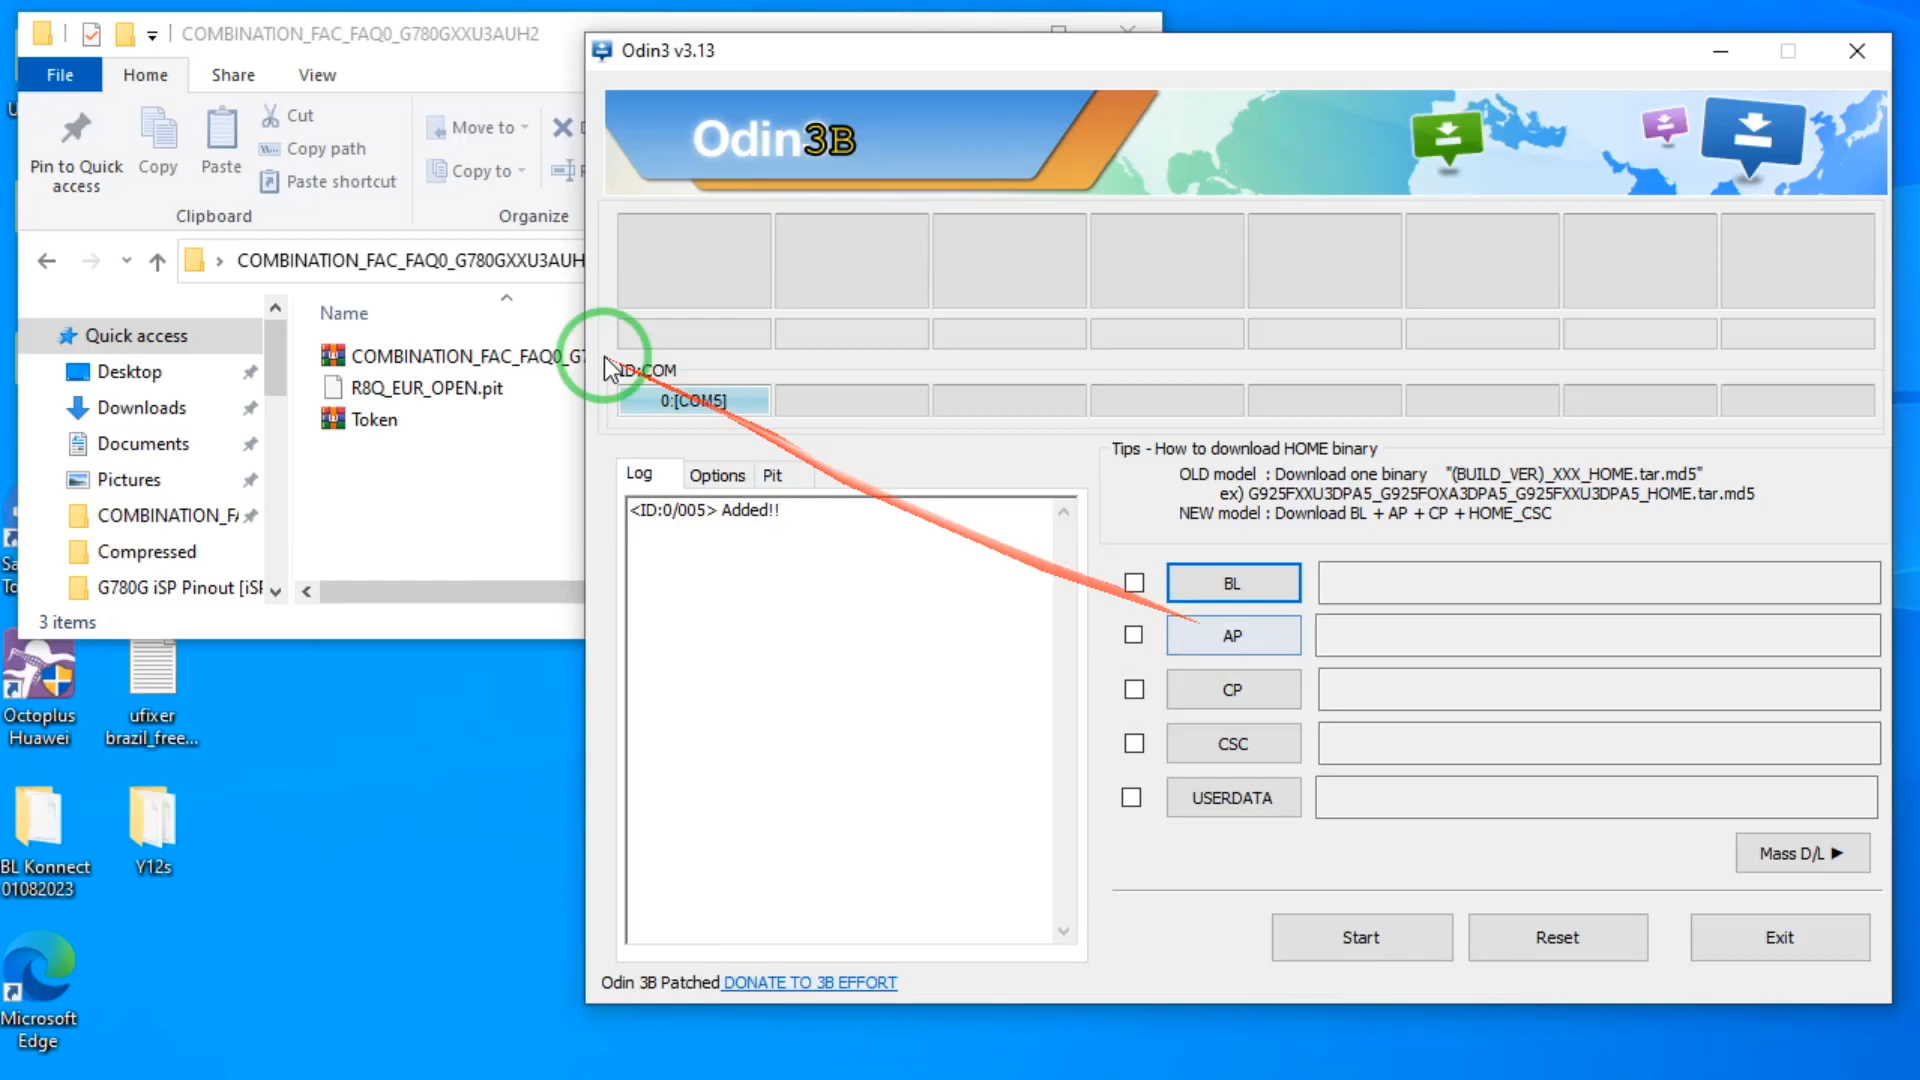 COMBINATION_FAC_FAQ0_G780GXXU3AUH2
File
Home
Share
View
Pin to Quick access
Copy
Paste
Cut
Copy path
Paste shortcut
Clipboard
Move to
Copy to
Organize
COMBINATION_FAC_FAQ0_G780GXXU3AUH
Quick access
Desktop
Downloads
Documents
Pictures
COMBINATION_F
Compressed
G780G iSP Pinout [iSF
Name
COMBINATION_FAC_FAQ0_G7
R8Q_EUR_OPEN.pit
Token
3 items
Octoplus
Huawei
ufixer
brazil_free...
BL Konnect
01082023
Y12s
Microsoft
Edge
Odin3 v3.13
Odin3B
ID:COM
0:[COM5]
Log
Options
Pit
<ID:0/005> Added!!
Tips - How to download HOME binary
OLD model : Download one binary "(BUILD_VER)_XXX_HOME.tar.md5"
ex) G925FXXU3DPA5_G925FOXA3DPA5_G925FXXU3DPA5_HOME.tar.md5
NEW model : Download BL + AP + CP + HOME_CSC
BL
AP
CP
CSC
USERDATA
Mass D/L
Start
Reset
Exit
Odin 3B Patched DONATE TO 3B EFFORT